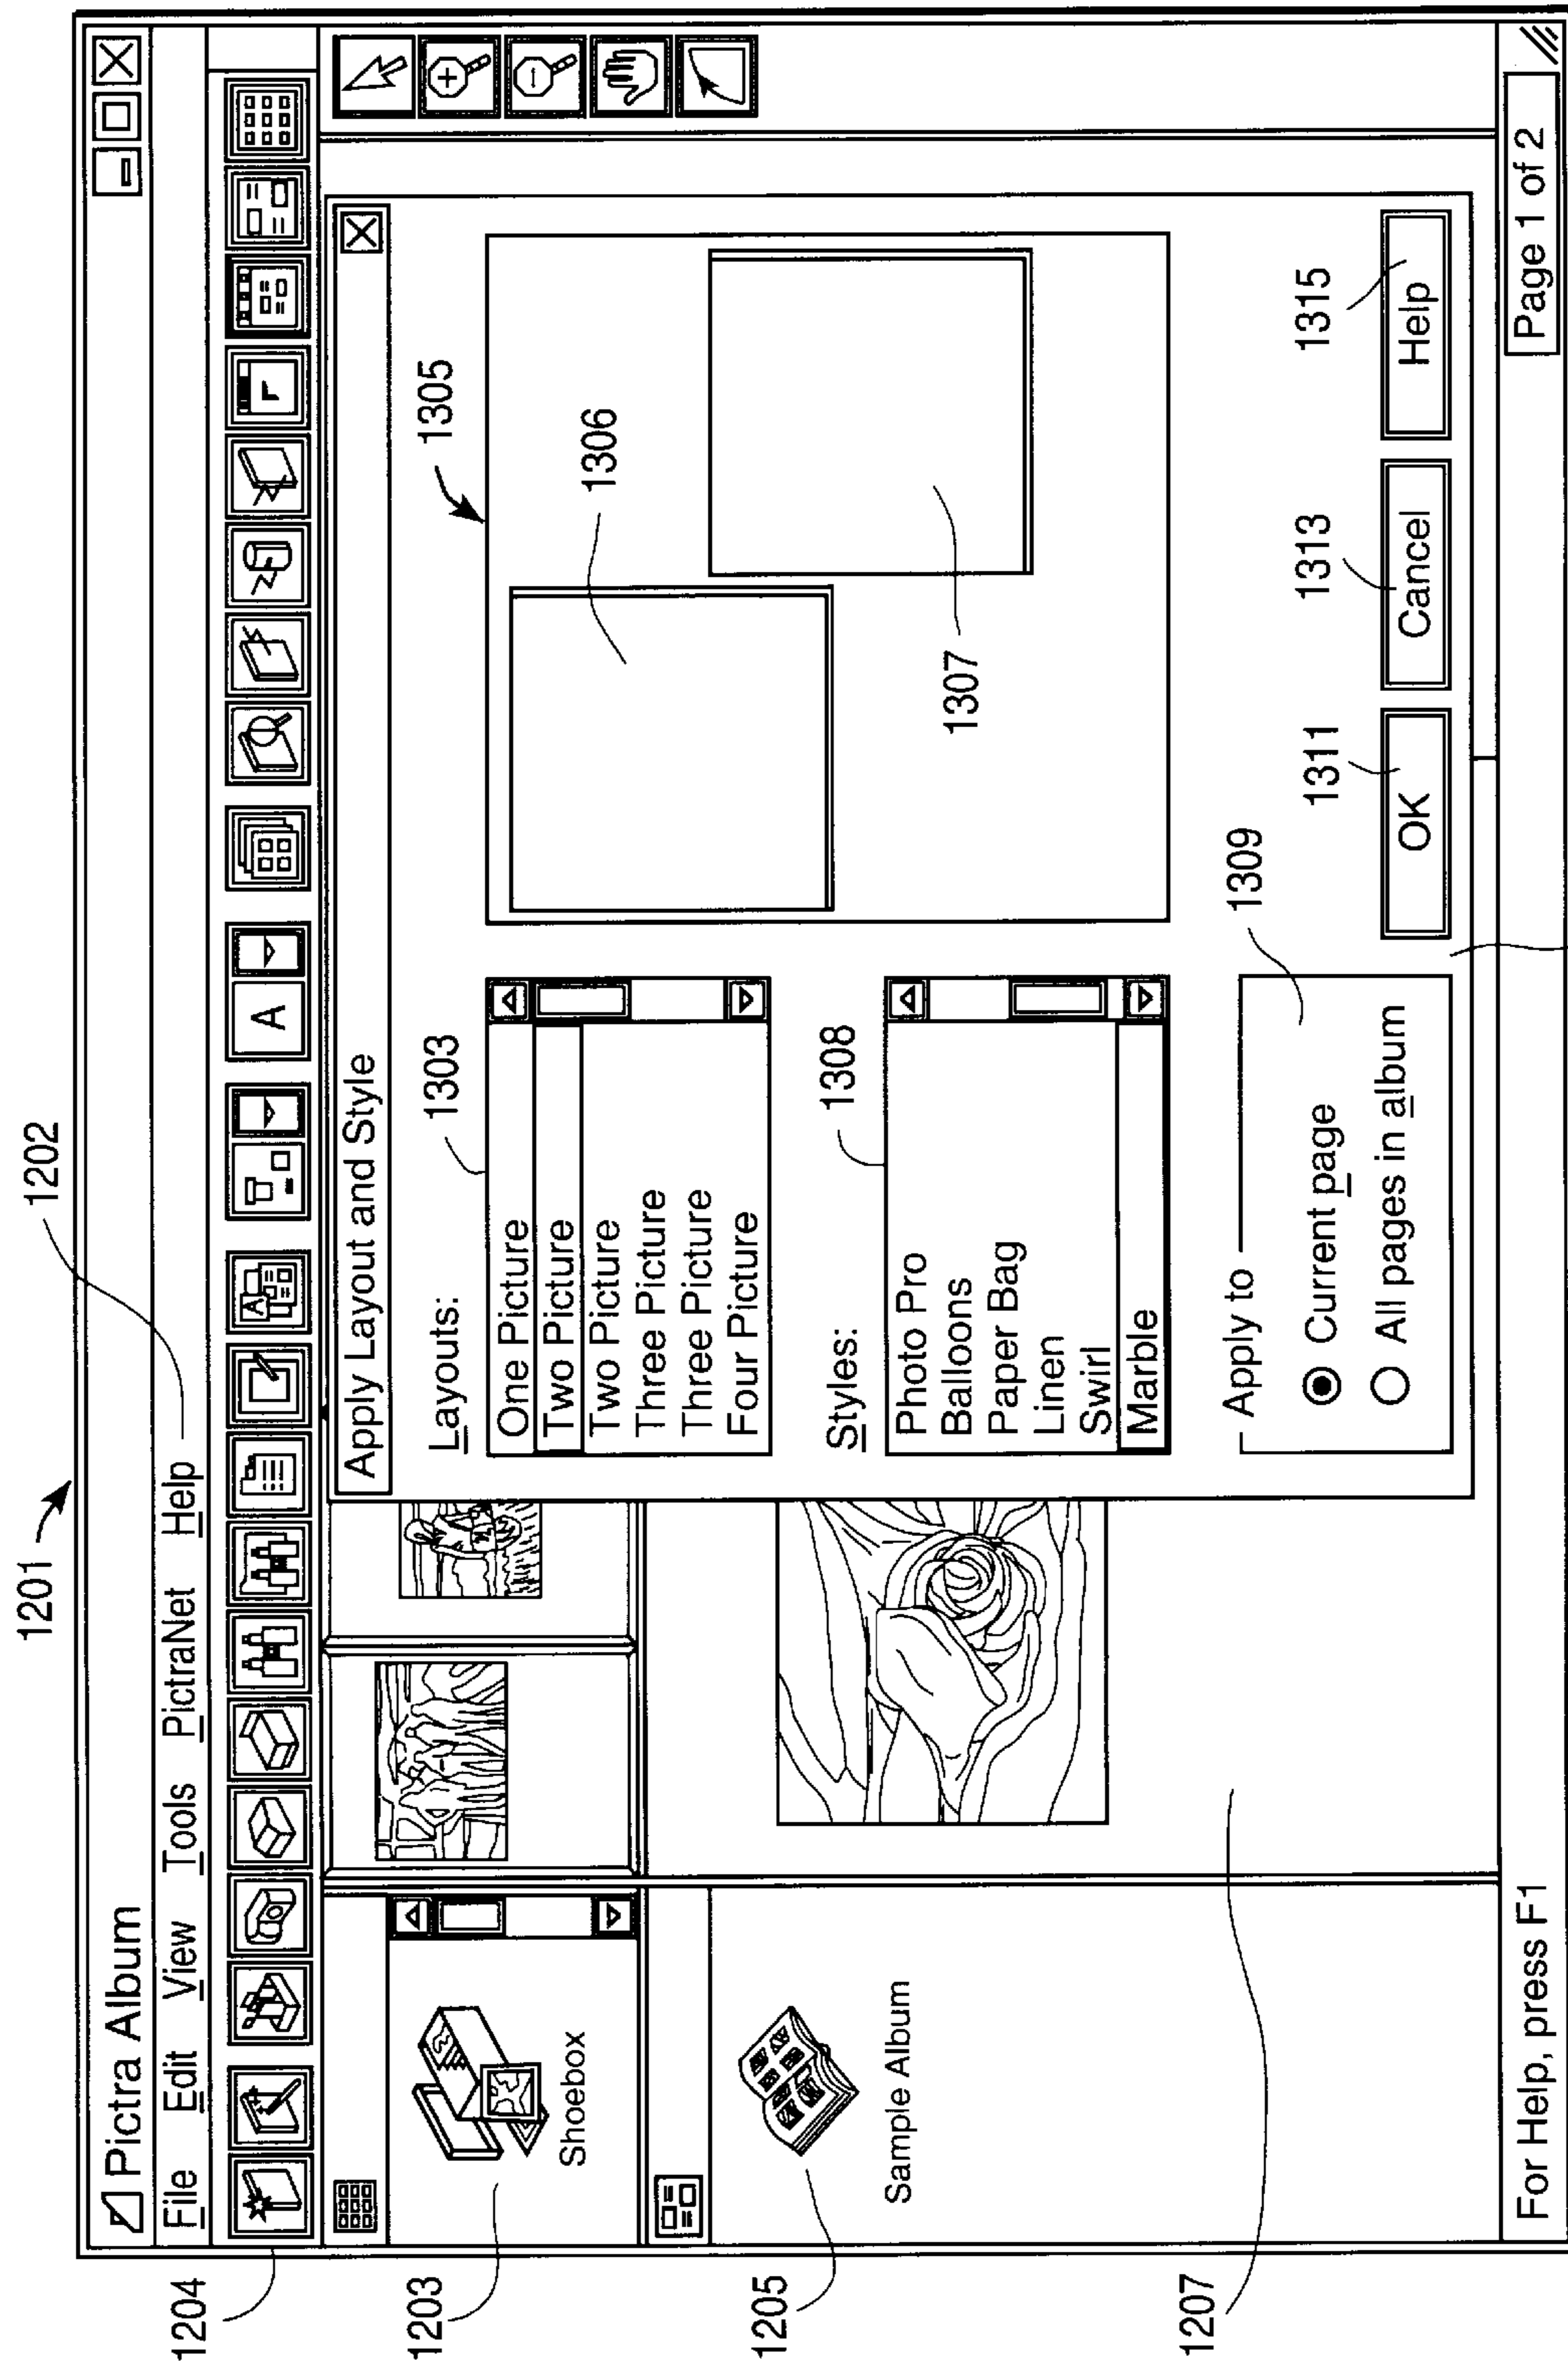 1201
1202
Pictra Album
File Edit View Tools PictraNet Help
1204
A
A
Apply Layout and Style
1203
Shoebox
Layouts:
1303
One Picture
Two Picture
Two Picture
Three Picture
Three Picture
Four Picture
1305
1306
1307
1205
Sample Album
Styles:
1308
Photo Pro
Balloons
Paper Bag
Linen
Swirl
Marble
1207
Apply to
1309
Current page
All pages in album
1311
1313
1315
OK
Cancel
Help
For Help, press F1
Page 1 of 2